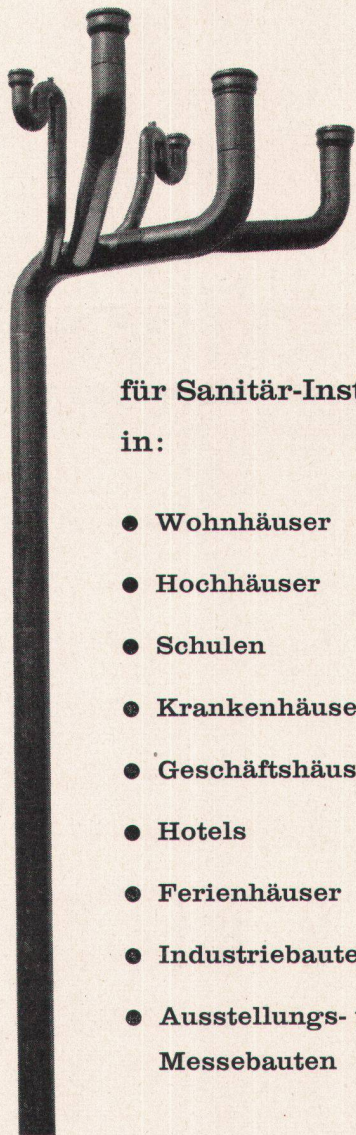 für Sanitär-Inst
in:
● Wohnhäuser
● Hochhäuser
● Schulen
● Krankenhäuse
● Geschäftshäus
● Hotels
● Ferienhäuser
● Industriebaute
● Ausstellungs-
Messebauten